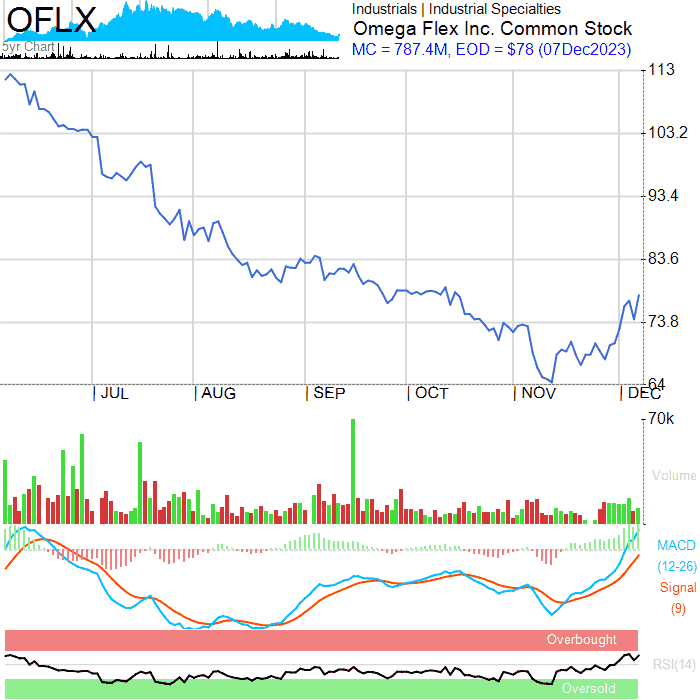 OFLX
5yr Chart
Industrials | Industrial Specialties
Omega Flex Inc. Common Stock
MC = 787.4M, EOD = $78 (07Dec2023)
113
103.2
93.4
83.6
73.8
64
JUL
AUG
SEP
OCT
NOV
DEC
70k
Volume
MACD
(12-26)
Signal
(9)
Overbought
RSI(14)
Oversold